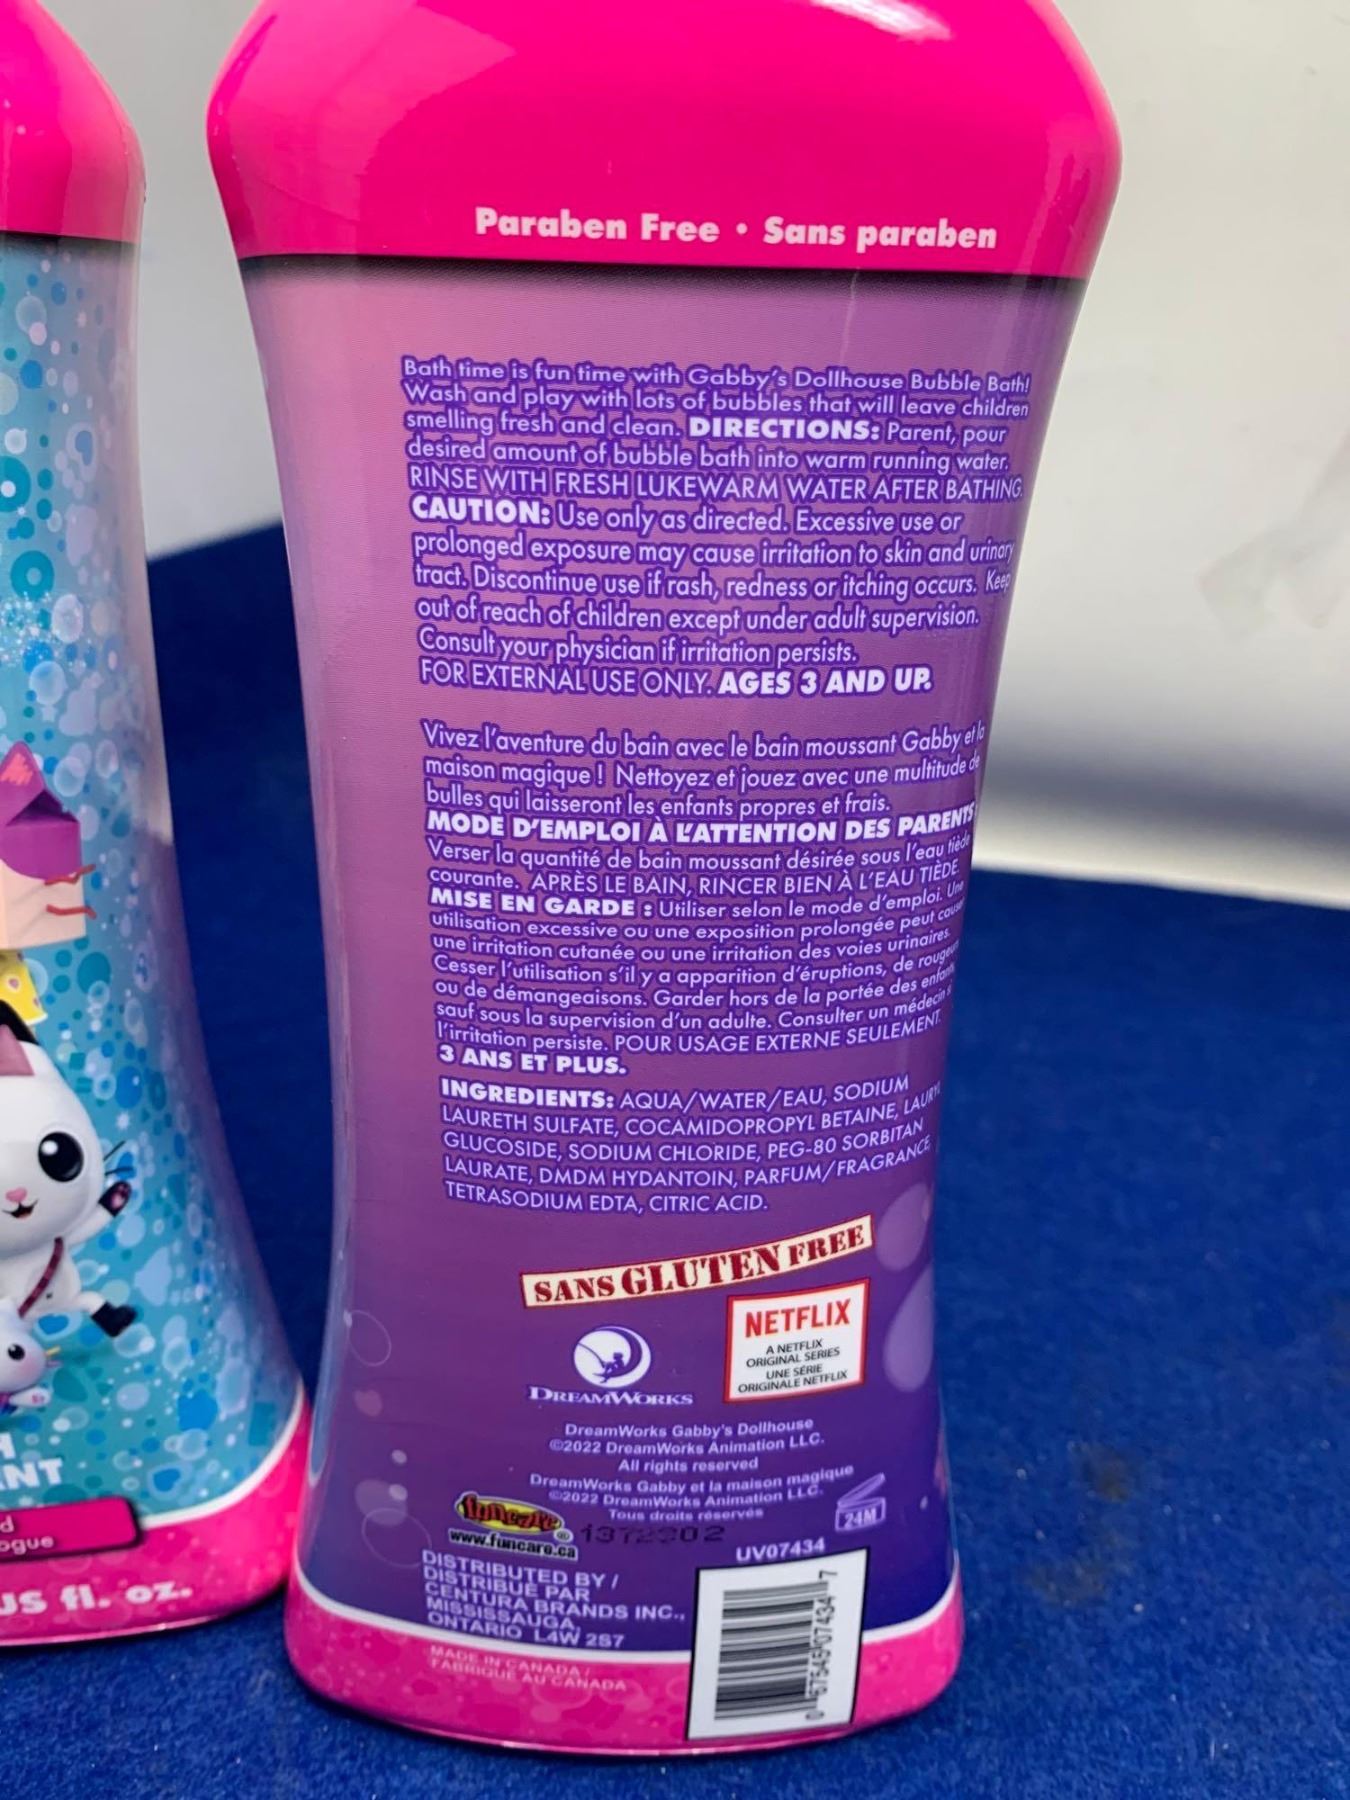 Paraben Free • Sans paraben
Bath time is fun time with Gabby's Dollhouse Bubble Bath!
Wash and play with lots of bubbles that will leave children
smelling fresh and clean. DIRECTIONS: Parent, pour
desired amount of bubble bath into warm running water.
RINSE WITH FRESH LUKEWARM WATER AFTER BATHING.
CAUTION: Use only as directed. Excessive use or
prolonged exposure may cause irritation to skin and urinary
tract. Discontinue use if rash, redness or itching occurs. Keep
out of reach of children except under adult supervision.
Consult your physician if irritation persists.
FOR EXTERNAL USE ONLY. AGES 3 AND UP.
Vivez l'aventure du bain avec le bain moussant Gabby et la
maison magique ! Nettoyez et jouez avec une multitude de
bulles qui laisseront les enfants propres et frais.
MODE D'EMPLOI À L'ATTENTION DES PARENTS
Verser la quantité de bain moussant désirée sous l'eau tiède
courante. APRÈS LE BAIN, RINCER BIEN À L'EAU TIÈDE.
MISE EN GARDE : Utiliser selon le mode d'emploi. Une
utilisation excessive ou une exposition prolongée peut causer
une irritation cutanée ou une irritation des voies urinaires.
Cesser l'utilisation s'il y a apparition d'éruptions, de rougeurs
ou de démangeaisons. Garder hors de la portée des enfants
sauf sous la supervision d'un adulte. Consulter un médecin si
l'irritation persiste. POUR USAGE EXTERNE SEULEMENT.
3 ANS ET PLUS.
INGREDIENTS: AQUA/WATER/EAU, SODIUM
LAURETH SULFATE, COCAMIDOPROPYL BETAINE, LAURYL
GLUCOSIDE, SODIUM CHLORIDE, PEG-80 SORBITAN
LAURATE, DMDM HYDANTOIN, PARFUM/FRAGRANCE,
TETRASODIUM EDTA, CITRIC ACID.
SANS GLUTEN FREE
NETFLIX
A NETFLIX
ORIGINAL SERIES
UNE SÉRIE
ORIGINALE NETFLIX
DREAMWORKS
DreamWorks Gabby's Dollhouse
©2022 DreamWorks Animation LLC.
All rights reserved
DreamWorks Gabby et la maison magique
©2022 DreamWorks Animation LLC.
Tous droits réservés
24M
funcare®
www.funcare.ca
1372202
UV07434
DISTRIBUTED BY /
DISTRIBUÉ PAR
CENTURA BRANDS INC.,
MISSISSAUGA,
ONTARIO L4W 2S7
MADE IN CANADA /
FABRIQUÉ AU CANADA
0 67545 07434 7
H
NT
d
ogue
US fl. oz.